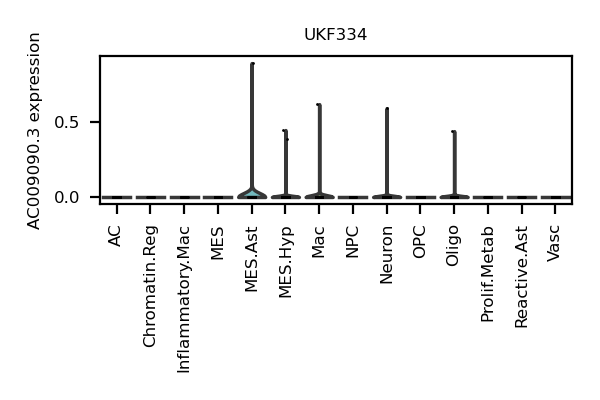 UKF334
AC009090.3 expression
0.5
0.0
AC
Chromatin.Reg
Inflammatory.Mac
MES
MES.Ast
MES.Hyp
Mac
NPC
Neuron
OPC
Oligo
Prolif.Metab
Reactive.Ast
Vasc